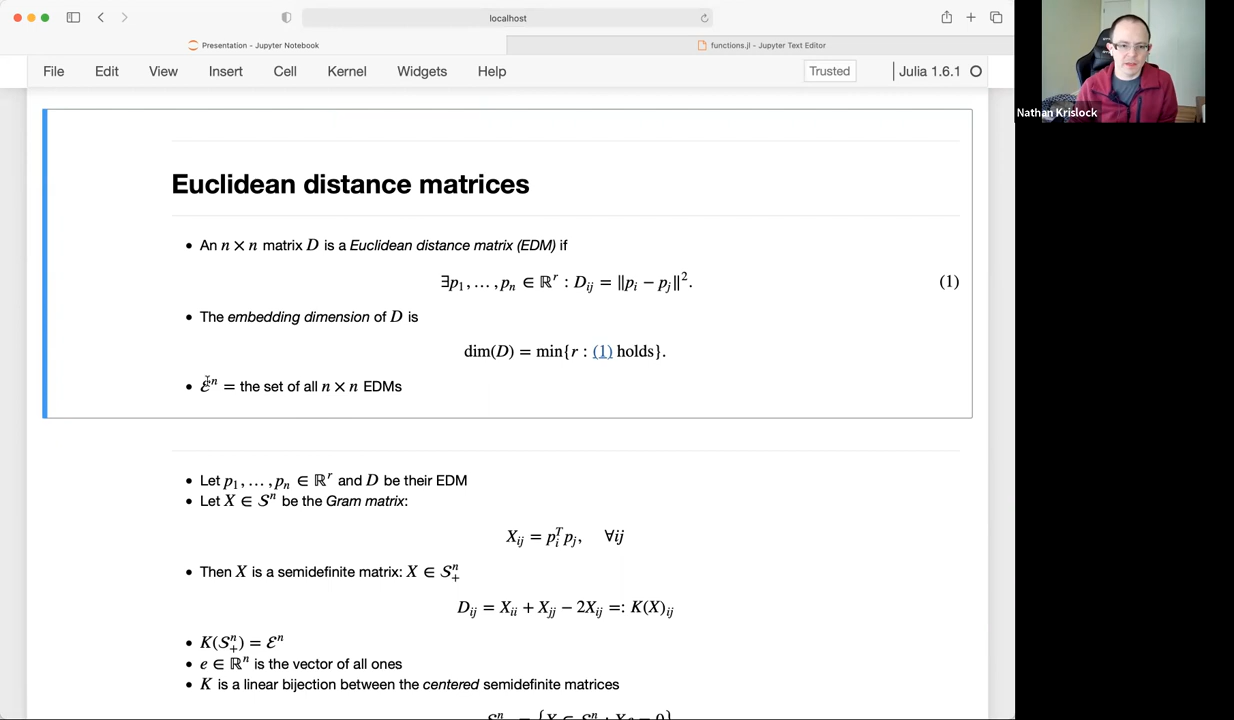 localhost
Presentation - Jupyter Notebook
functions.jl - Jupyter Text Editor
File Edit View Insert Cell Kernel Widgets Help Trusted Julia 1.6.1
Nathan Krislock
Euclidean distance matrices
• An n × n matrix D is a Euclidean distance matrix (EDM) if
∃p₁, … , pₙ ∈ ℝʳ : Dᵢⱼ = ‖pᵢ − pⱼ‖². (1)
• The embedding dimension of D is
dim(D) = min{r : (1) holds}.
• ℰⁿ = the set of all n × n EDMs
• Let p₁, … , pₙ ∈ ℝʳ and D be their EDM
• Let X ∈ 𝒮ⁿ be the Gram matrix:
Xᵢⱼ = pᵢᵀpⱼ, ∀ij
• Then X is a semidefinite matrix: X ∈ 𝒮ⁿ₊
Dᵢⱼ = Xᵢᵢ + Xⱼⱼ − 2Xᵢⱼ =: K(X)ᵢⱼ
• K(𝒮ⁿ₊) = ℰⁿ
• e ∈ ℝⁿ is the vector of all ones
• K is a linear bijection between the centered semidefinite matrices